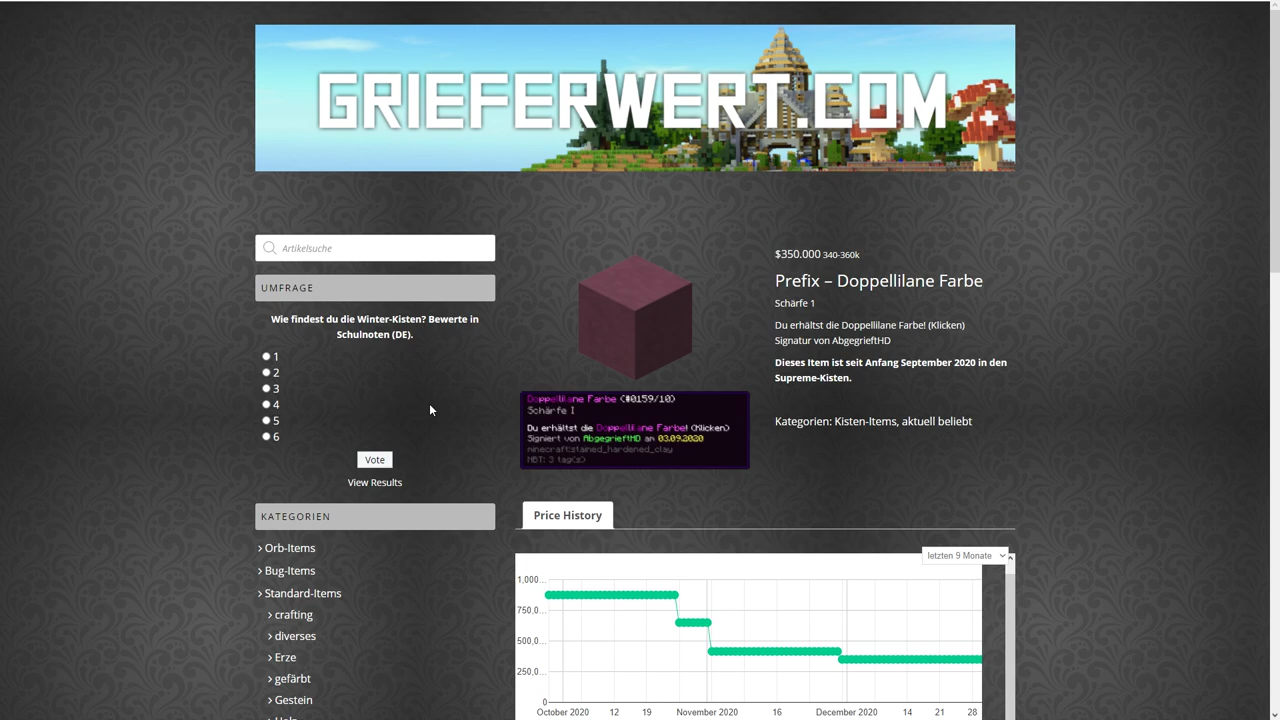 GRIEFERWERT.COM
Artikelsuche
UMFRAGE
Wie findest du die Winter-Kisten? Bewerte in
Schulnoten (DE).
1
2
3
4
5
6
Vote
View Results
KATEGORIEN
Orb-Items
Bug-Items
Standard-Items
crafting
diverses
Erze
gefärbt
Gestein
Doppellilane Farbe (#0159/10)
Schärfe 1
Du erhältst die Doppellilane Farbe! (Klicken)
Signiert von AbgegrieftHD am 03.09.2020
minecraft:stained_hardened_clay
NBT: 3 tag(s)
$350.000 340-360k
Prefix – Doppellilane Farbe
Schärfe 1
Du erhältst die Doppellilane Farbe! (Klicken)
Signatur von AbgegrieftHD
Dieses Item ist seit Anfang September 2020 in den
Supreme-Kisten.
Kategorien: Kisten-Items, aktuell beliebt
Price History
letzten 9 Monate
1,000...
750,0...
500,0...
250,0...
0
October 2020 12 19 November 2020 16 December 2020 14 21 28